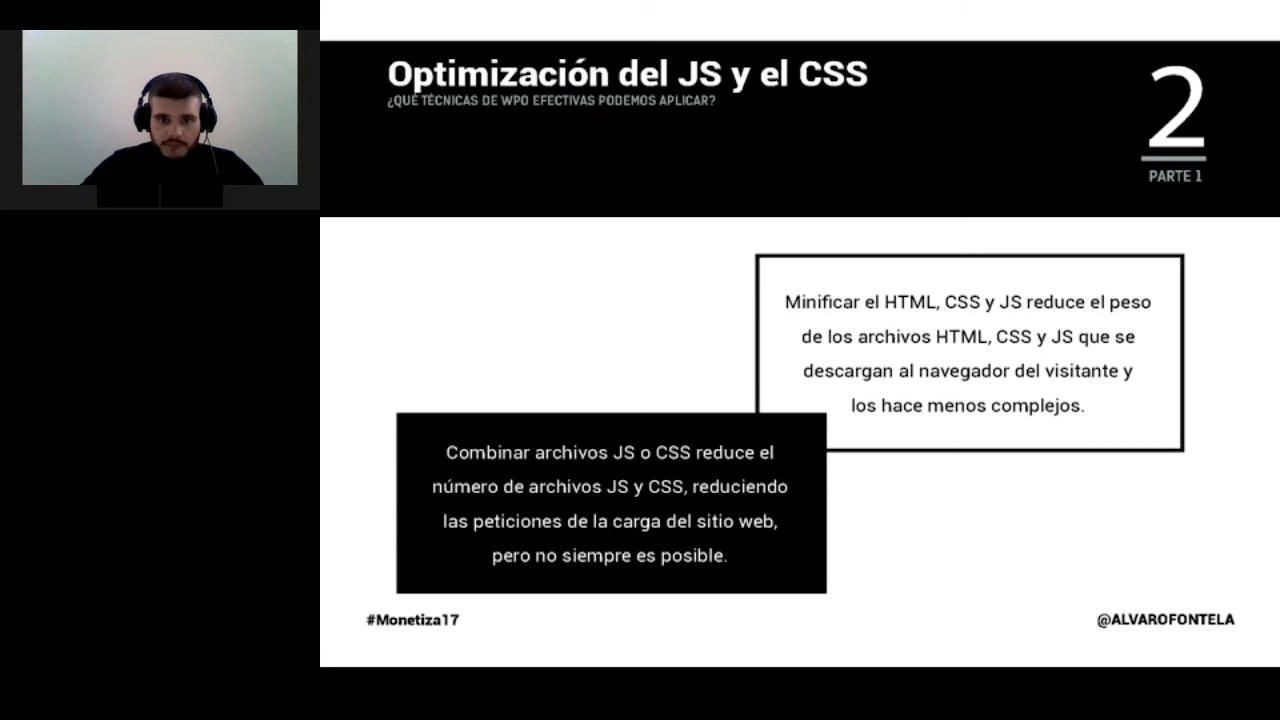 Optimización del JS y el CSS
¿QUÉ TÉCNICAS DE WPO EFECTIVAS PODEMOS APLICAR?
2
PARTE 1
Minificar el HTML, CSS y JS reduce el peso
de los archivos HTML, CSS y JS que se
descargan al navegador del visitante y
los hace menos complejos.
Combinar archivos JS o CSS reduce el
número de archivos JS y CSS, reduciendo
las peticiones de la carga del sitio web,
pero no siempre es posible.
#Monetiza17
@ALVAROFONTELA